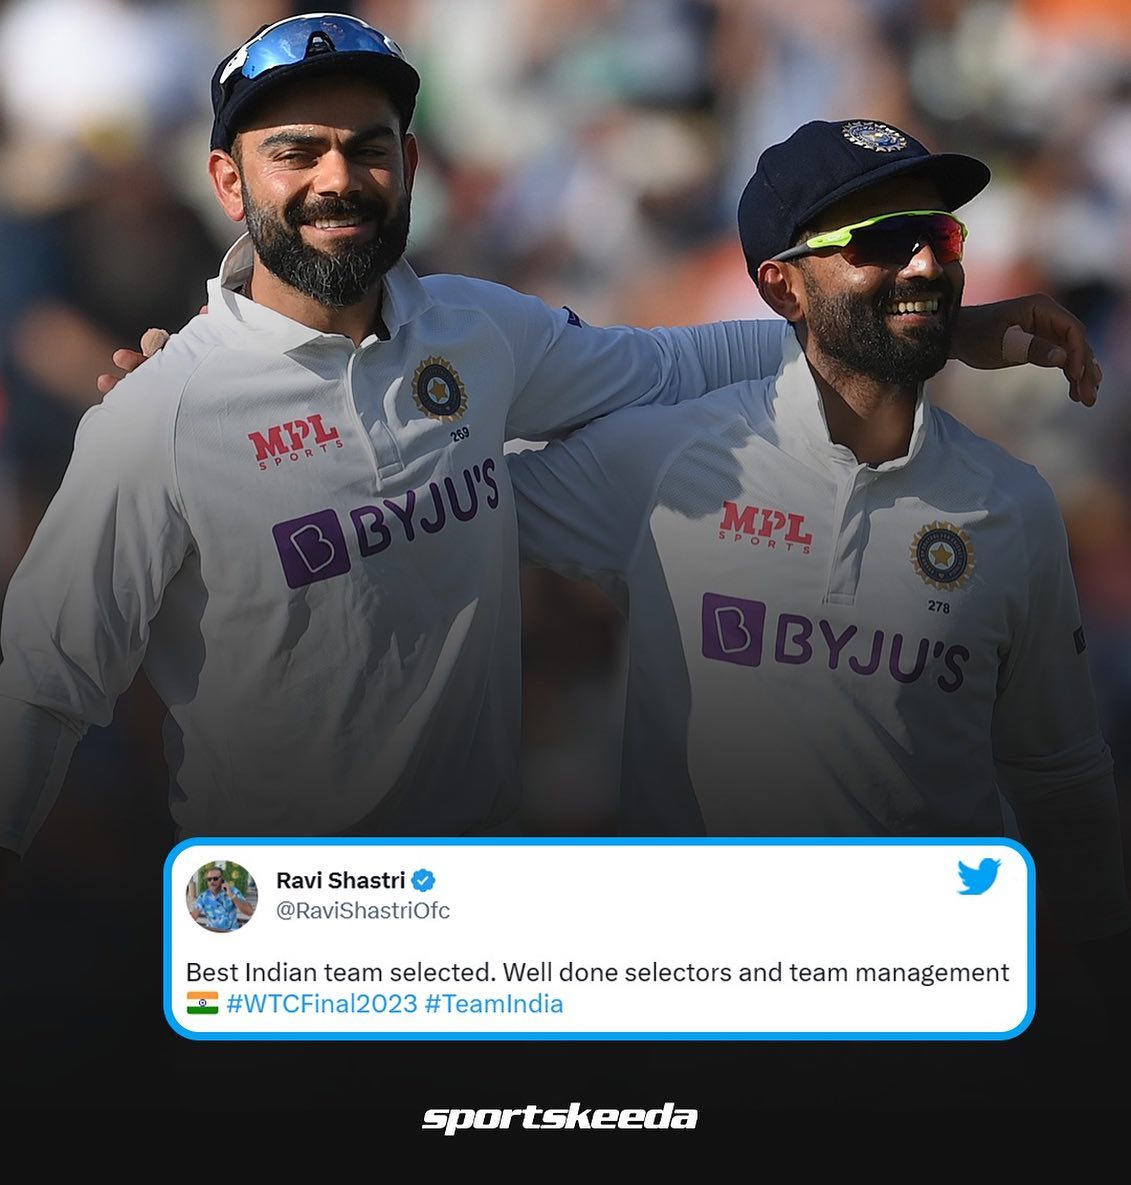 MPL
SPORTS
269
BYJU'S
MPL
SPORTS
278
BYJU'S
Ravi Shastri
@RaviShastriOfc
Best Indian team selected. Well done selectors and team management
🇮🇳 #WTCFinal2023 #TeamIndia
sportskeeda